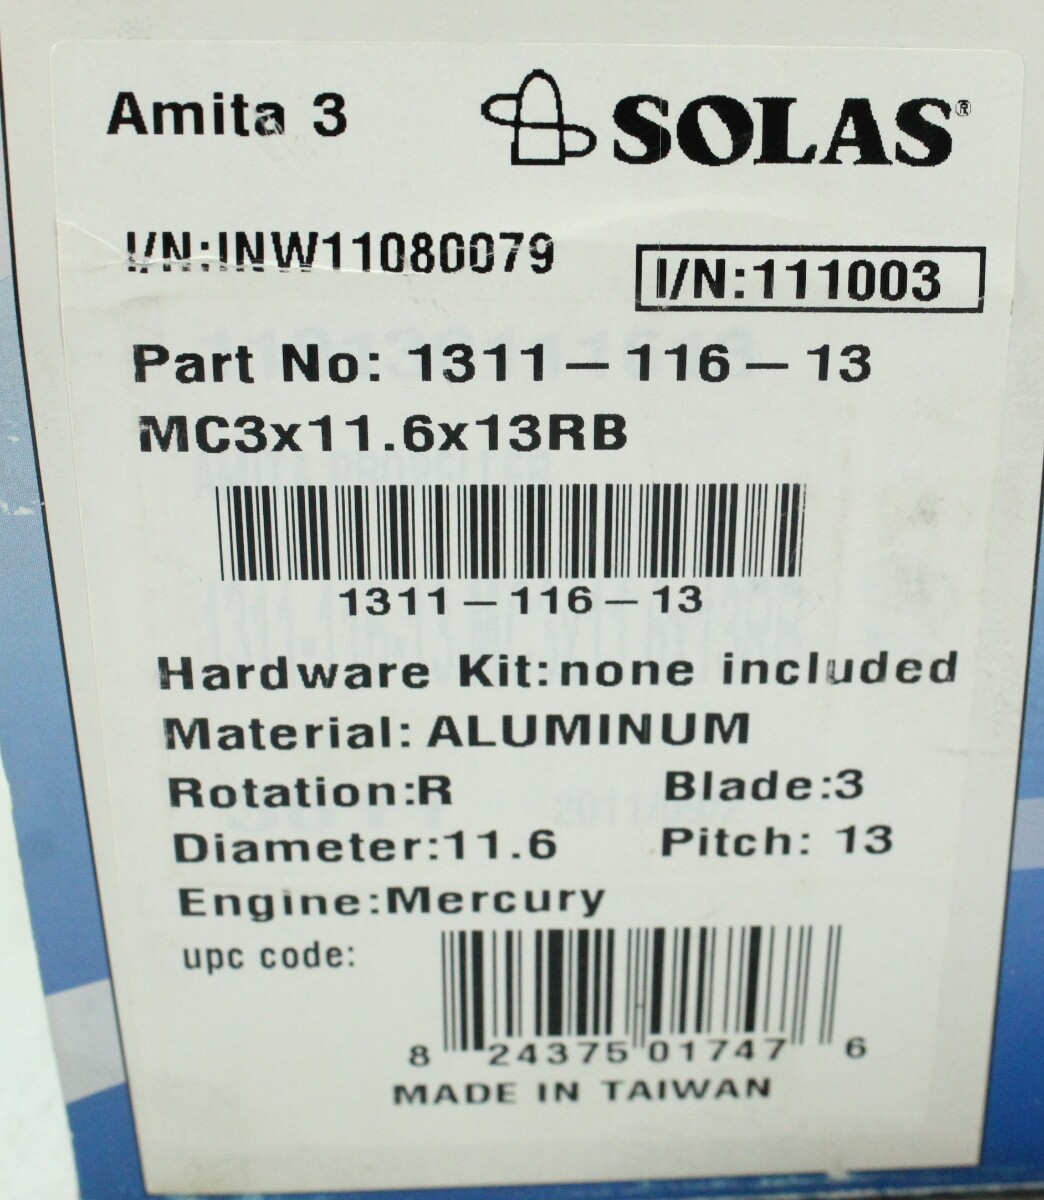 Amita 3
SOLAS®
I/N:INW11080079
I/N:111003
Part No: 1311-116-13
MC3x11.6x13RB
1311-116-13
Hardware Kit:none included
Material: ALUMINUM
Rotation:R Blade:3
Diameter:11.6 Pitch: 13
Engine:Mercury
upc code:
8 24375 01747 6
MADE IN TAIWAN